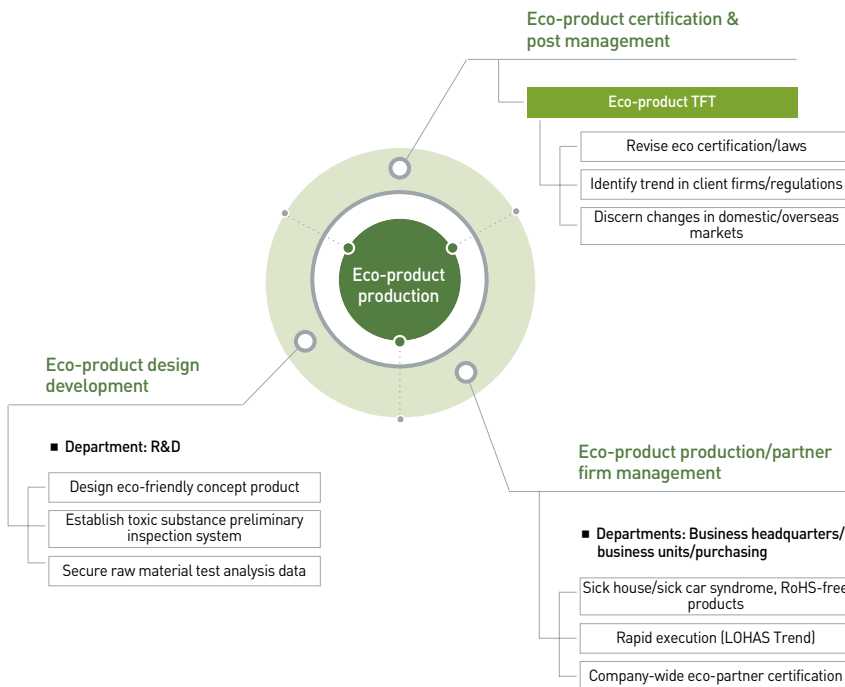 Eco-product certification &
post management
Eco-product TFT
Revise eco certification/laws
Identify trend in client firms/regulations
Discern changes in domestic/overseas
markets
Eco-product
production
Eco-product design
development
■ Department: R&D
Design eco-friendly concept product
Establish toxic substance preliminary
inspection system
Secure raw material test analysis data
Eco-product production/partner
firm management
■ Departments: Business headquarters/
business units/purchasing
Sick house/sick car syndrome, RoHS-free
products
Rapid execution (LOHAS Trend)
Company-wide eco-partner certification